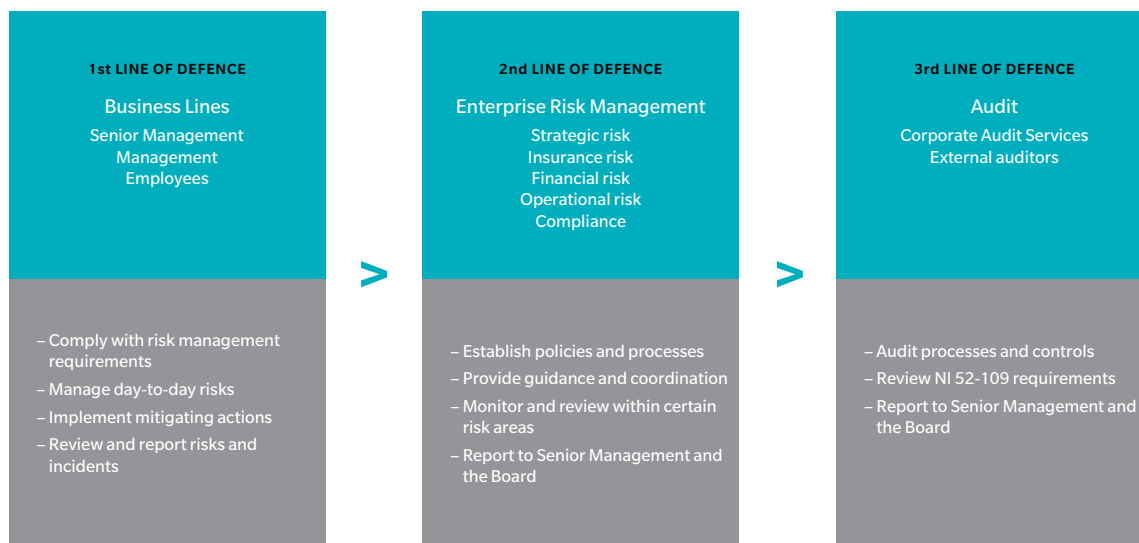 1st LINE OF DEFENCE
Business Lines
Senior Management
Management
Employees
– Comply with risk management
requirements
– Manage day-to-day risks
– Implement mitigating actions
– Review and report risks and
incidents
>
2nd LINE OF DEFENCE
Enterprise Risk Management
Strategic risk
Insurance risk
Financial risk
Operational risk
Compliance
– Establish policies and processes
– Provide guidance and coordination
– Monitor and review within certain
risk areas
– Report to Senior Management and
the Board
>
3rd LINE OF DEFENCE
Audit
Corporate Audit Services
External auditors
– Audit processes and controls
– Review NI 52-109 requirements
– Report to Senior Management and
the Board